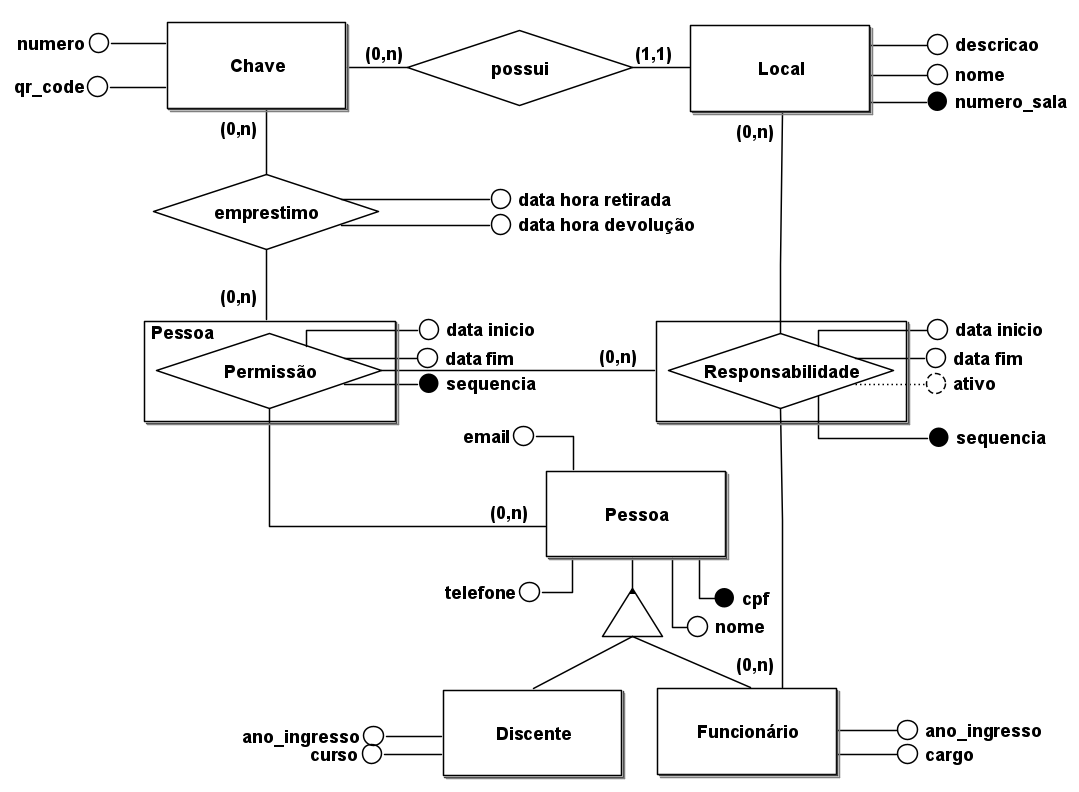 numero
qr_code
Chave
(0,n)
possui
(1,1)
Local
descricao
nome
numero_sala
(0,n)
(0,n)
emprestimo
data hora retirada
data hora devolução
(0,n)
Pessoa
Permissão
data inicio
data fim
sequencia
(0,n)
Responsabilidade
data inicio
data fim
ativo
sequencia
email
(0,n)
Pessoa
telefone
cpf
nome
(0,n)
Discente
ano_ingresso
curso
Funcionário
ano_ingresso
cargo